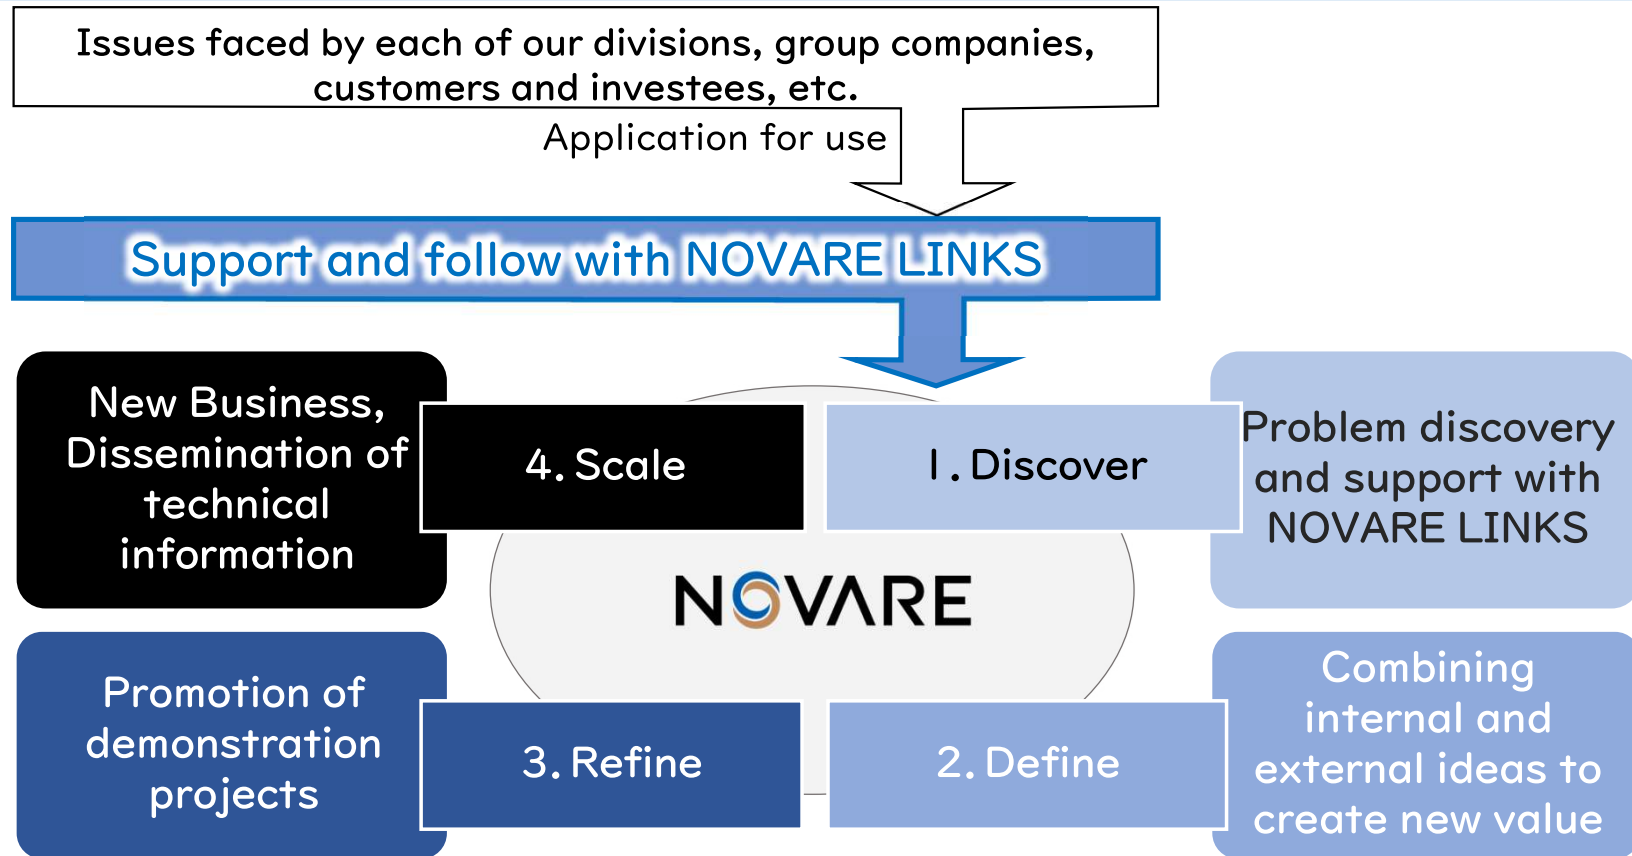 Issues faced by each of our divisions, group companies,
customers and investees, etc.
Application for use
Support and follow with NOVARE LINKS
New Business,
Dissemination of
technical
information
4. Scale
1. Discover
Problem discovery
and support with
NOVARE LINKS
NOVARE
Promotion of
demonstration
projects
3. Refine
2. Define
Combining
internal and
external ideas to
create new value